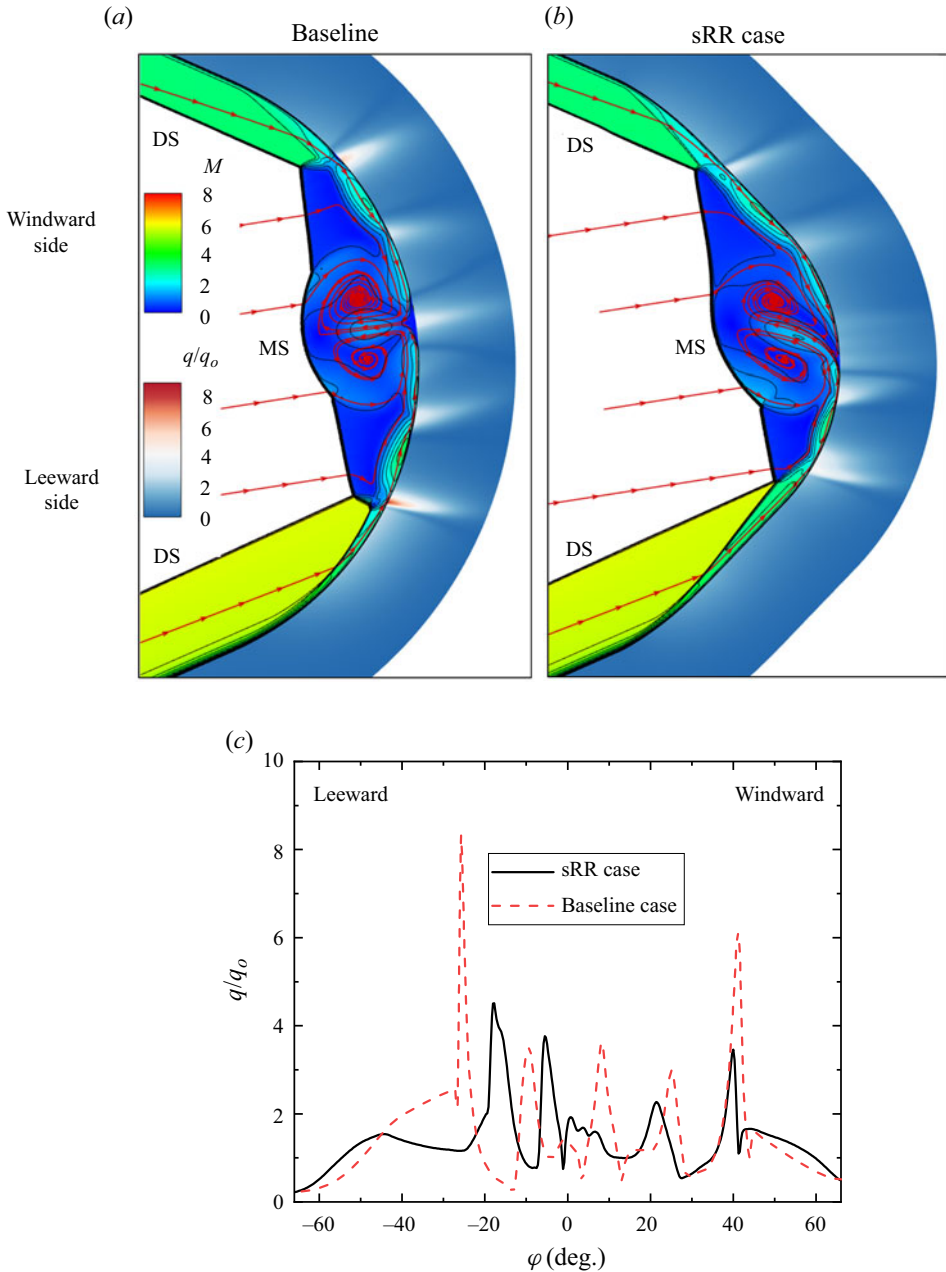 (a)
Baseline
(b)
sRR case
DS
M
8
6
4
2
0
Windward
side
MS
q/qo
8
6
4
2
0
Leeward
side
DS
DS
MS
DS
(c)
10
8
6
4
2
0
q/qo
Leeward
Windward
sRR case
Baseline case
–60 –40 –20 0 20 40 60
φ (deg.)